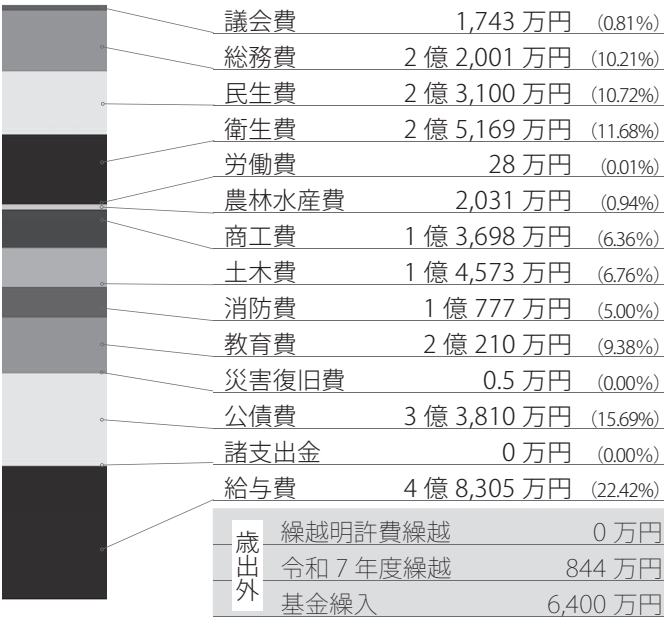 議会費 1,743 万円 (0.81%)
総務費 2 億 2,001 万円 (10.21%)
民生費 2 億 3,100 万円 (10.72%)
衛生費 2 億 5,169 万円 (11.68%)
労働費 28 万円 (0.01%)
農林水産費 2,031 万円 (0.94%)
商工費 1 億 3,698 万円 (6.36%)
土木費 1 億 4,573 万円 (6.76%)
消防費 1 億 777 万円 (5.00%)
教育費 2 億 210 万円 (9.38%)
災害復旧費 0.5 万円 (0.00%)
公債費 3 億 3,810 万円 (15.69%)
諸支出金 0 万円 (0.00%)
給与費 4 億 8,305 万円 (22.42%)
歳出外
繰越明許費繰越 0 万円
令和 7 年度繰越 844 万円
基金繰入 6,400 万円